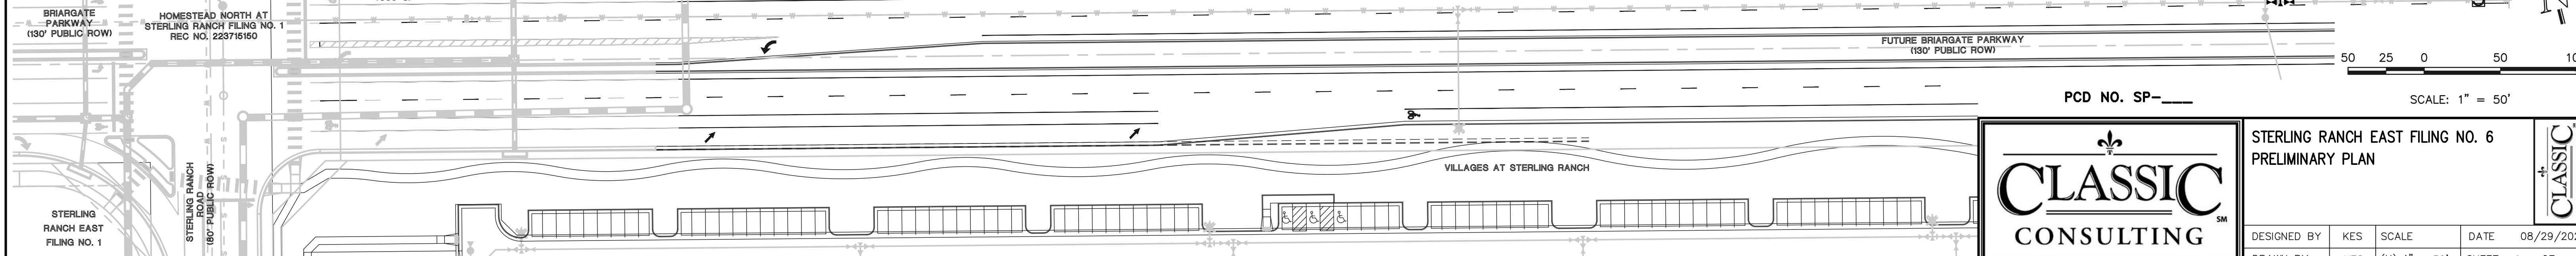 BRIARGATE
PARKWAY
(130' PUBLIC ROW)
HOMESTEAD NORTH AT
STERLING RANCH FILING NO. 1
REC NO. 223715150
FUTURE BRIARGATE PARKWAY
(130' PUBLIC ROW)
50 25 0 50
PCD NO. SP-___
SCALE: 1" = 50'
STERLING RANCH
ROAD
(80' PUBLIC ROW)
VILLAGES AT STERLING RANCH
STERLING
RANCH EAST
FILING NO. 1
CLASSIC
SM
CONSULTING
STERLING RANCH EAST FILING NO. 6
PRELIMINARY PLAN
CLASSIC
DESIGNED BY KES SCALE DATE 08/29/202